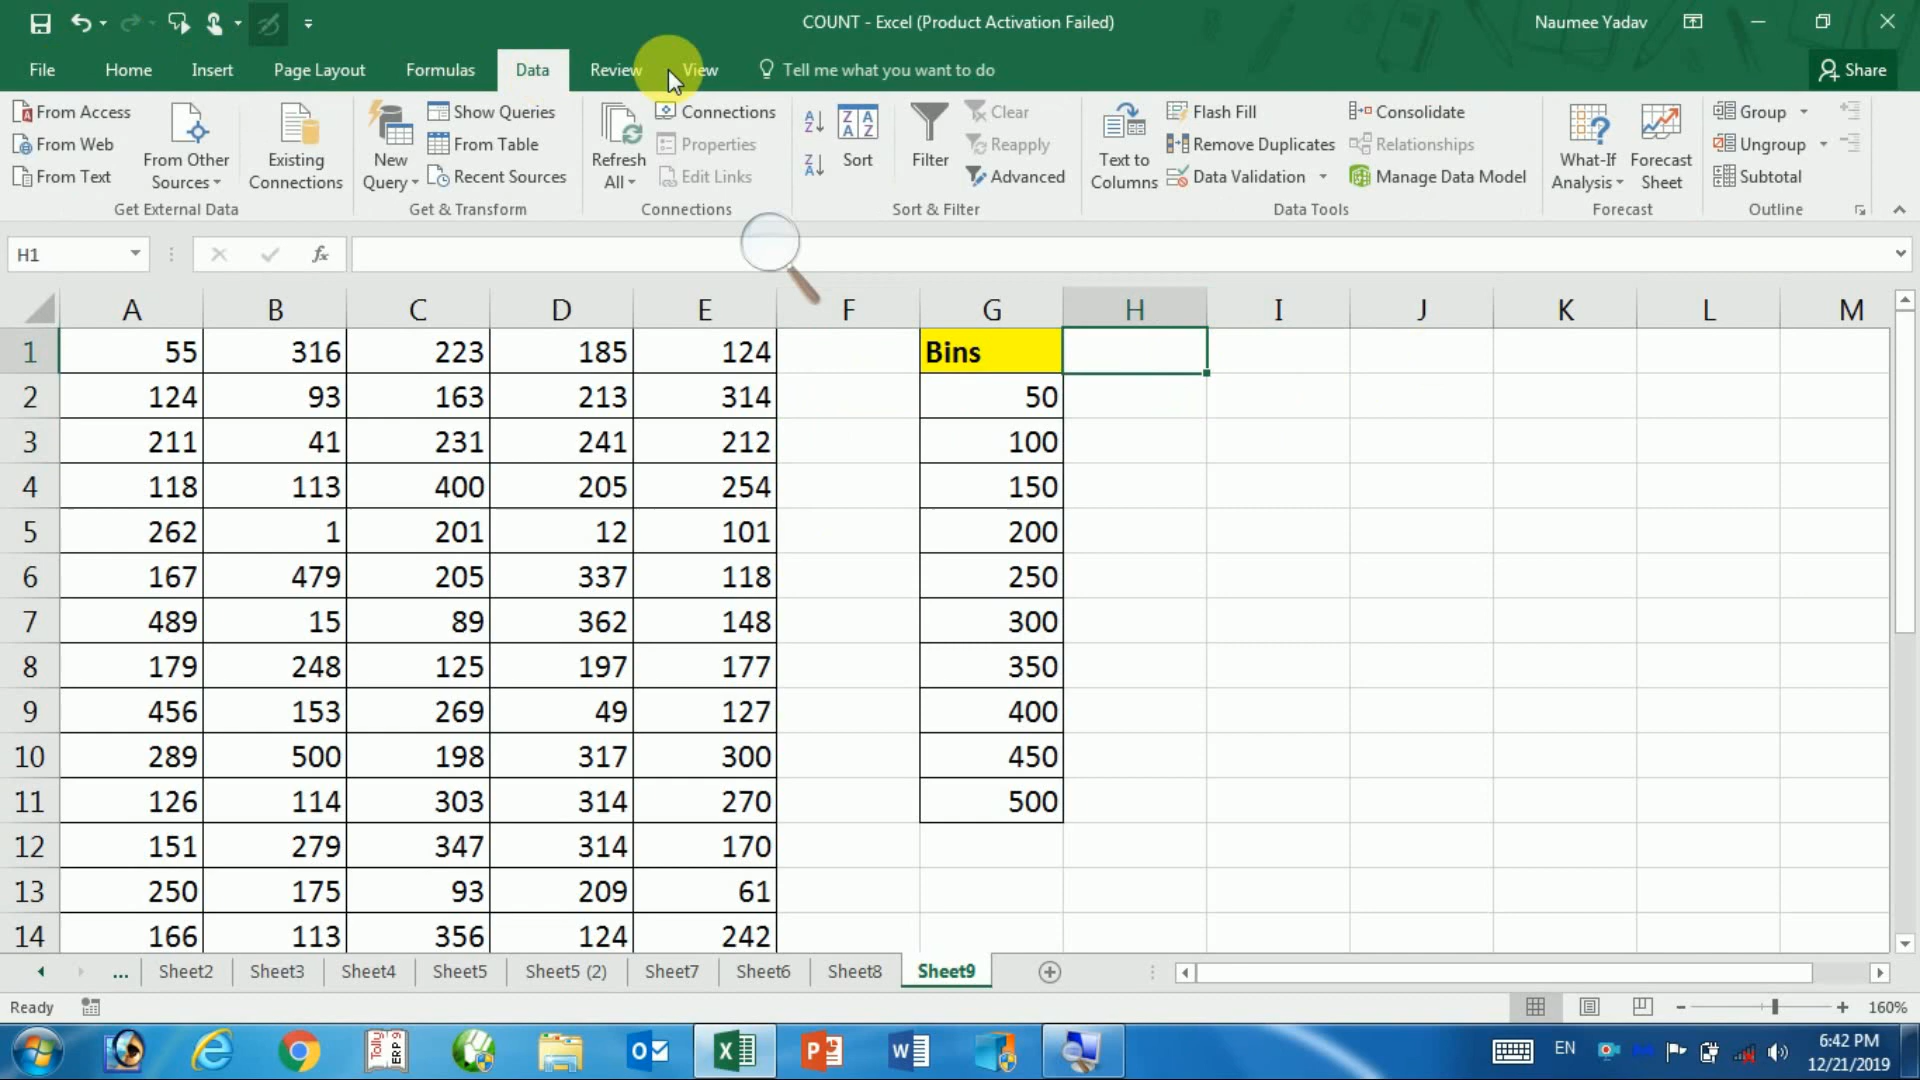 COUNT - Excel (Product Activation Failed)
Naumee Yadav
File Home Insert Page Layout Formulas Data Review View Tell me what you want to do Share
From Access
From Web
From Text
From Other Sources
Existing Connections
Get External Data
New Query
Show Queries
From Table
Recent Sources
Get & Transform
Refresh All
Connections
Properties
Edit Links
Connections
A Z
Z A
Z A A Z
Sort
Filter
Clear
Reapply
Advanced
Sort & Filter
Text to Columns
Flash Fill
Remove Duplicates
Data Validation
Consolidate
Relationships
Manage Data Model
Data Tools
What-If Analysis
Forecast Sheet
Forecast
Group
Ungroup
Subtotal
Outline
H1 fx
A B C D E F G H I J K L M
1 55 316 223 185 124 Bins
2 124 93 163 213 314 50
3 211 41 231 241 212 100
4 118 113 400 205 254 150
5 262 1 201 12 101 200
6 167 479 205 337 118 250
7 489 15 89 362 148 300
8 179 248 125 197 177 350
9 456 153 269 49 127 400
10 289 500 198 317 300 450
11 126 114 303 314 270 500
12 151 279 347 314 170
13 250 175 93 209 61
14 166 113 356 124 242
... Sheet2 Sheet3 Sheet4 Sheet5 Sheet5 (2) Sheet7 Sheet6 Sheet8 Sheet9
Ready 160%
Tally ERP 9
EN
6:42 PM
12/21/2019